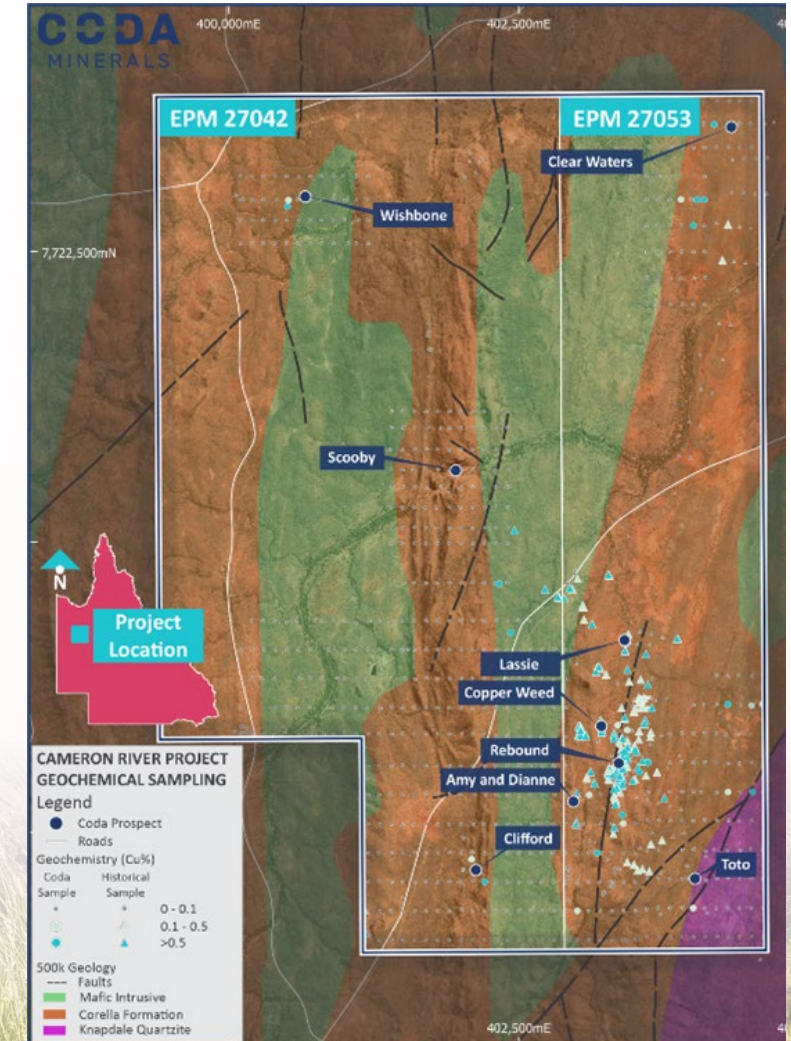 CODA
MINERALS
400,000mE
402,500mE
EPM 27042
EPM 27053
Clear Waters
Wishbone
7,722,500mN
Scooby
N
Project
Location
Lassie
Copper Weed
Rebound
Amy and Dianne
Clifford
Toto
CAMERON RIVER PROJECT
GEOCHEMICAL SAMPLING
Legend
Coda Prospect
Roads
Geochemistry (Cu%)
Coda Historical
Sample Sample
0 - 0.1
0.1 - 0.5
>0.5
500k Geology
Faults
Mafic Intrusive
Corella Formation
Knapdale Quartzite
402,500mE